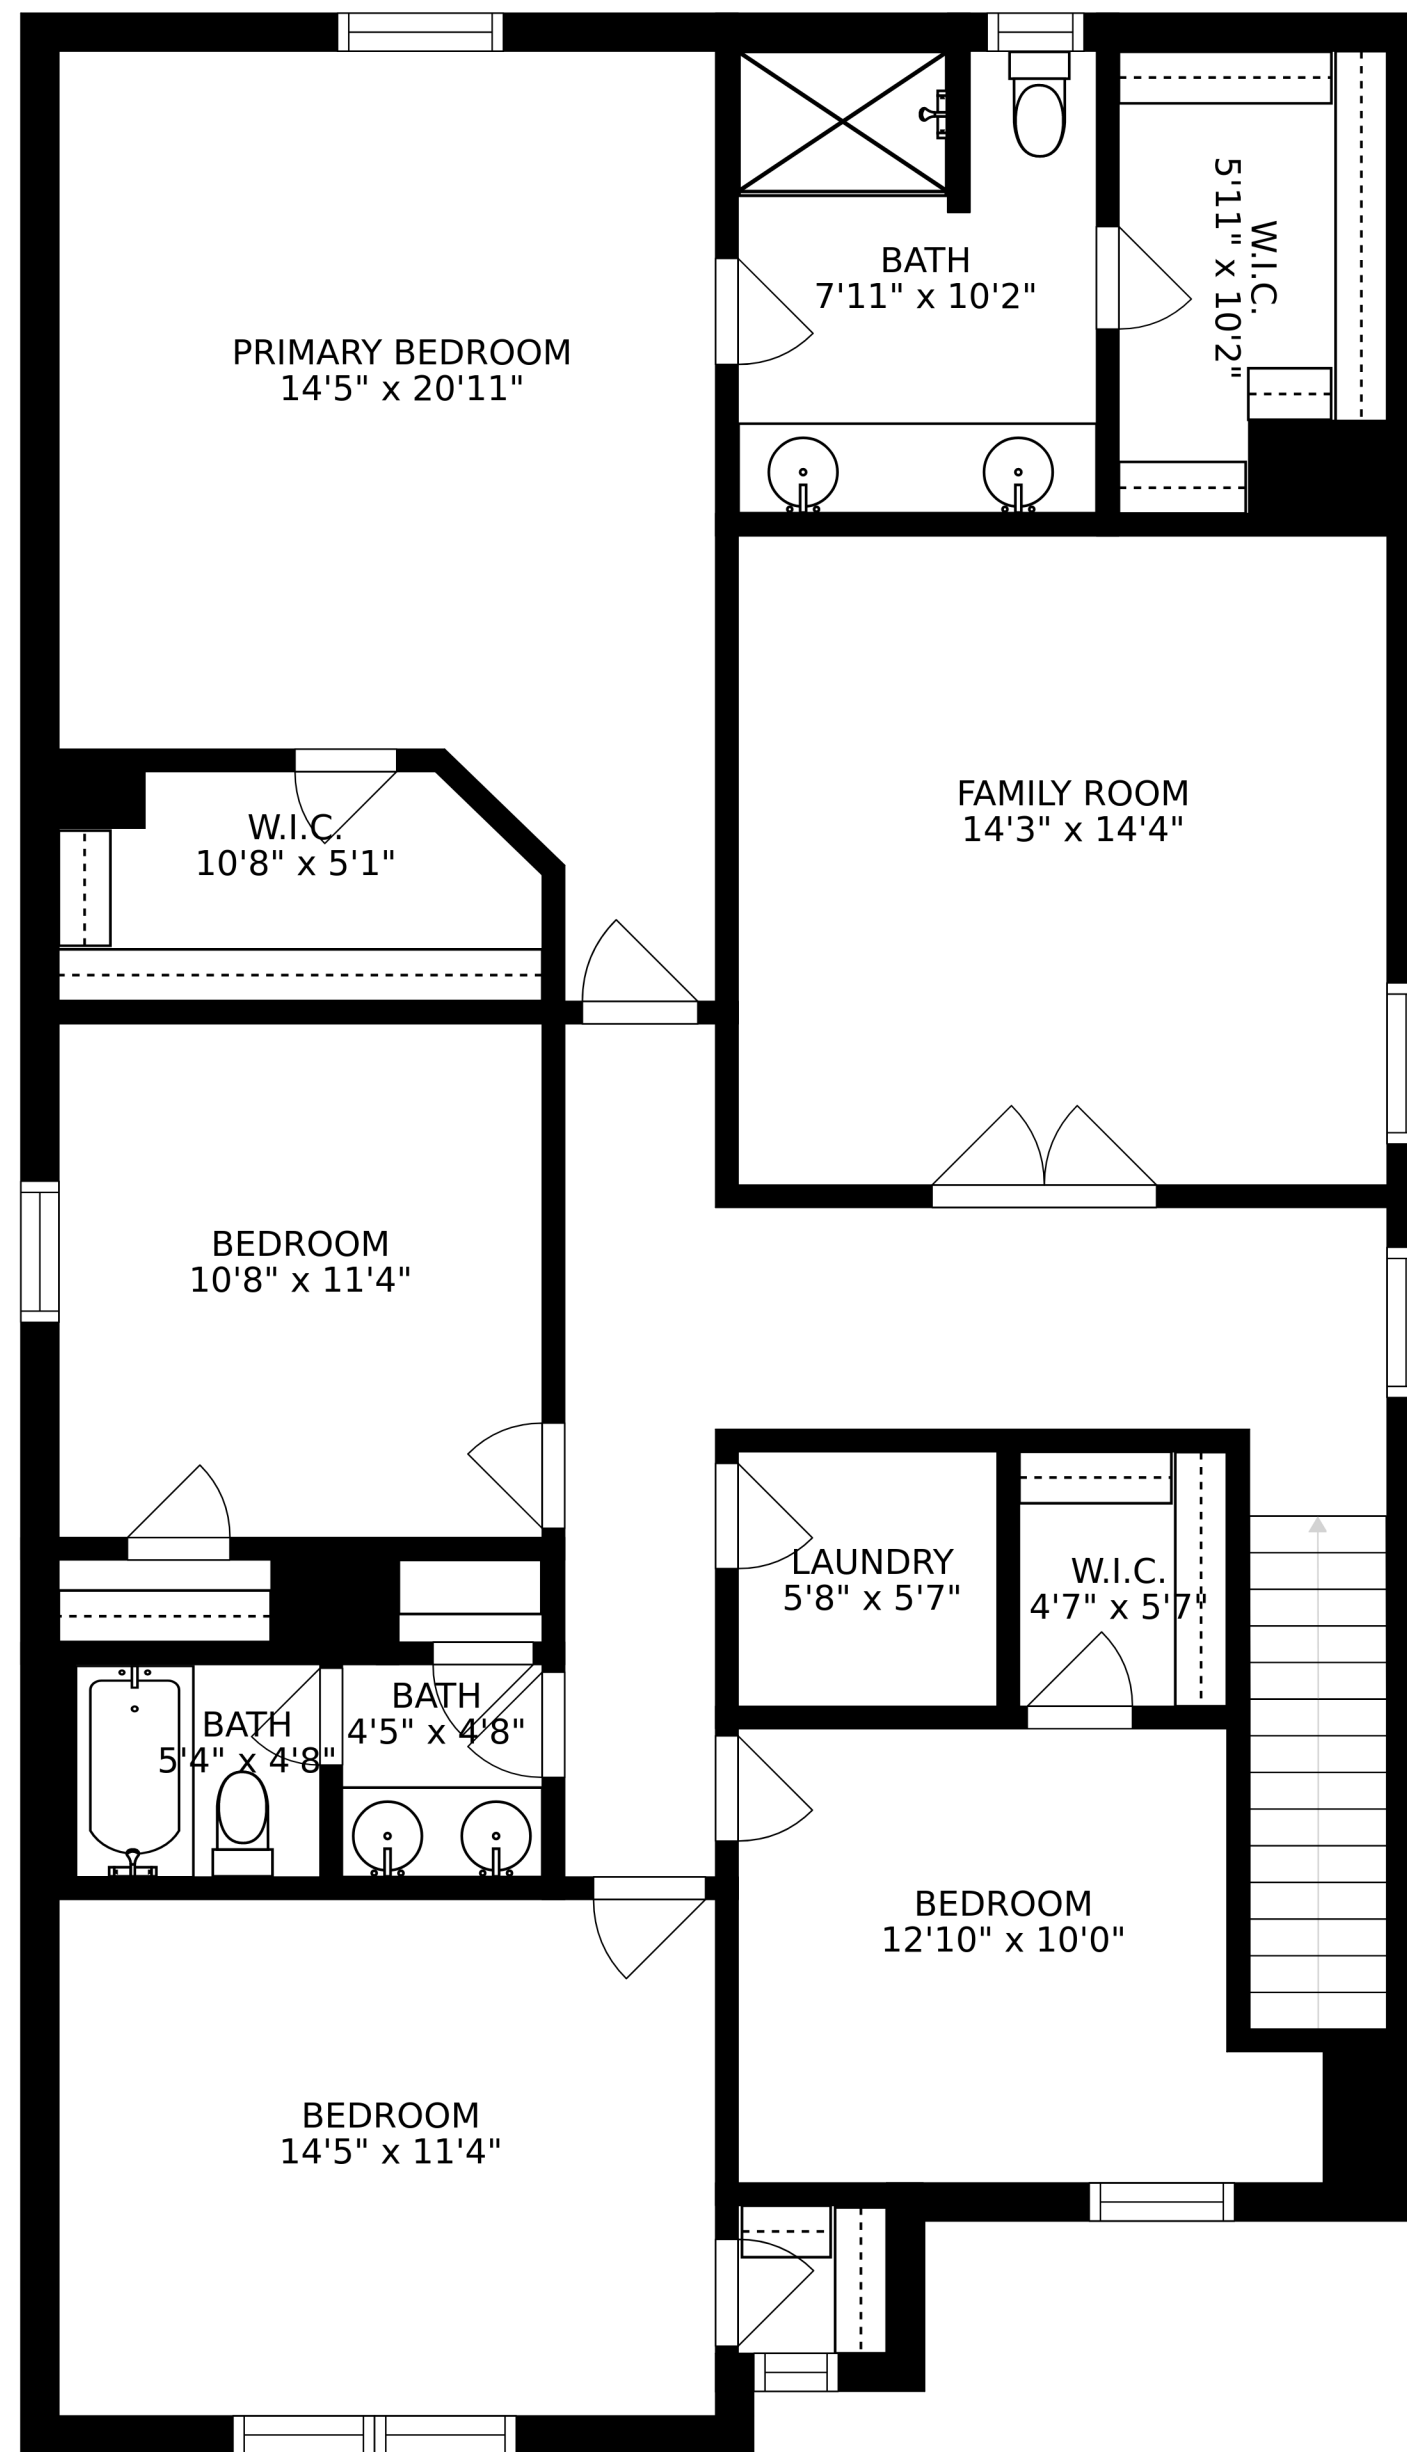 BATH
7'11" x 10'2"
W.I.C.
5'11" x 10'2"
PRIMARY BEDROOM
14'5" x 20'11"
FAMILY ROOM
14'3" x 14'4"
W.I.C.
10'8" x 5'1"
BEDROOM
10'8" x 11'4"
LAUNDRY
5'8" x 5'7"
W.I.C.
4'7" x 5'7"
BATH
5'4" x 4'8"
BATH
4'5" x 4'8"
BEDROOM
12'10" x 10'0"
BEDROOM
14'5" x 11'4"